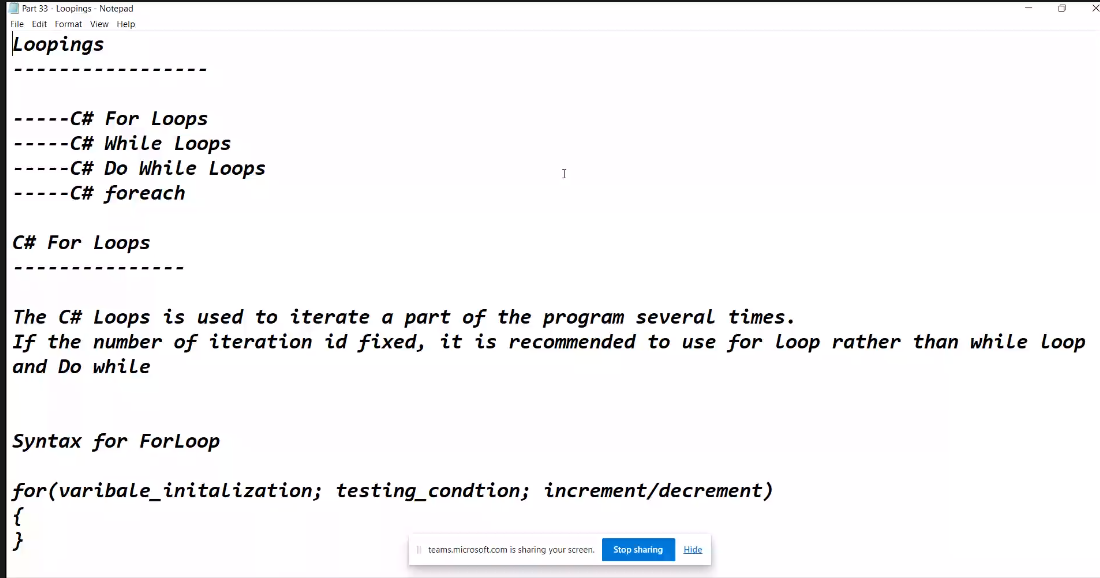 Part 33 - Loopings - Notepad
File Edit Format View Help
Loopings
-----------------
-----C# For Loops
-----C# While Loops
-----C# Do While Loops
-----C# foreach
C# For Loops
---------------
The C# Loops is used to iterate a part of the program several times.
If the number of iteration id fixed, it is recommended to use for loop rather than while loop
and Do while
Syntax for ForLoop
for(varibale_initalization; testing_condtion; increment/decrement)
{
}
teams.microsoft.com is sharing your screen. Stop sharing Hide